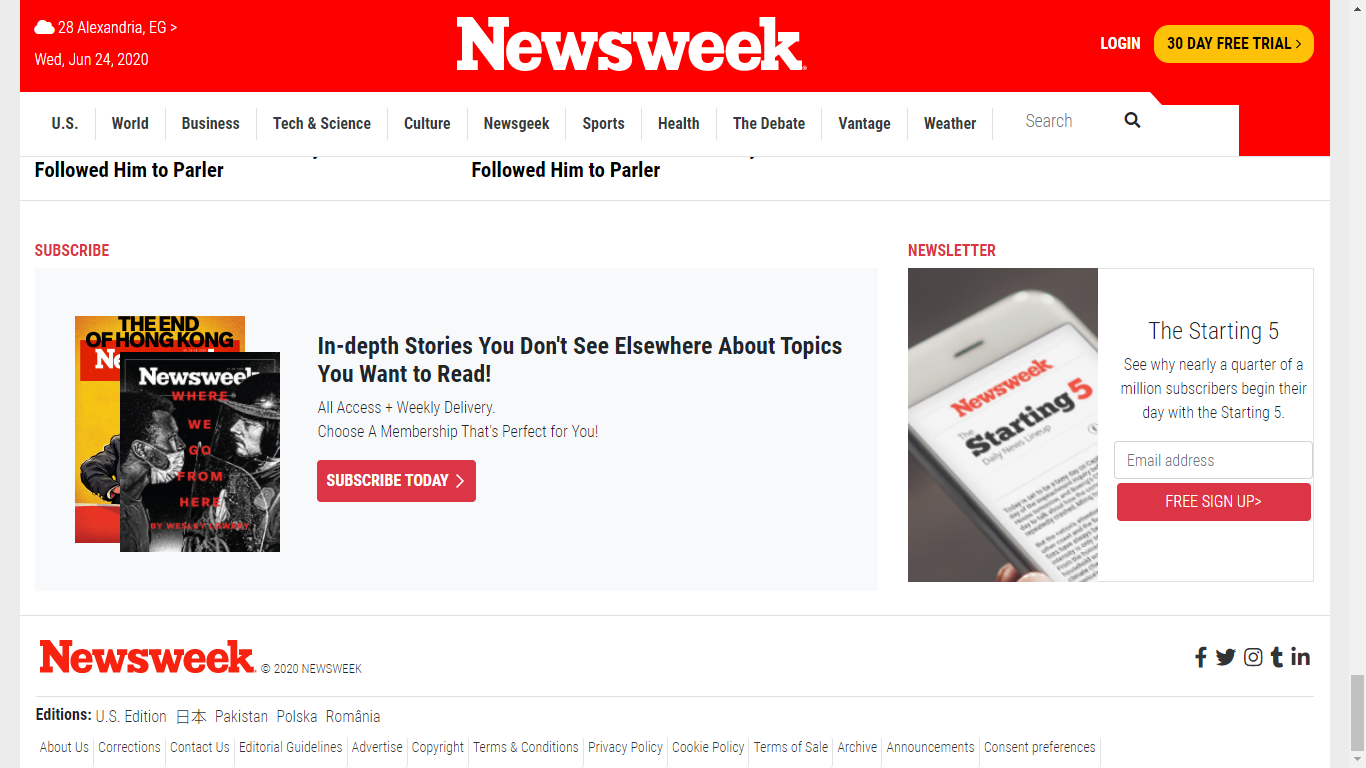 28 Alexandria, EG >
Wed, Jun 24, 2020
Newsweek
LOGIN
30 DAY FREE TRIAL
U.S.
World
Business
Tech & Science
Culture
Newsgeek
Sports
Health
The Debate
Vantage
Weather
Search
Followed Him to Parler
Followed Him to Parler
SUBSCRIBE
THE END
OF HONG KONG
Newsweek
WHERE
WE
GO
FROM
HERE
BY WESLEY LOWERY
In-depth Stories You Don't See Elsewhere About Topics
You Want to Read!
All Access + Weekly Delivery.
Choose A Membership That's Perfect for You!
SUBSCRIBE TODAY
NEWSLETTER
Newsweek
The
Starting 5
Daily News Lineup
The Starting 5
See why nearly a quarter of a
million subscribers begin their
day with the Starting 5.
Email address
FREE SIGN UP>
Newsweek © 2020 NEWSWEEK
Editions: U.S. Edition 日本 Pakistan Polska România
About Us Corrections Contact Us Editorial Guidelines Advertise Copyright Terms & Conditions Privacy Policy Cookie Policy Terms of Sale Archive Announcements Consent preferences